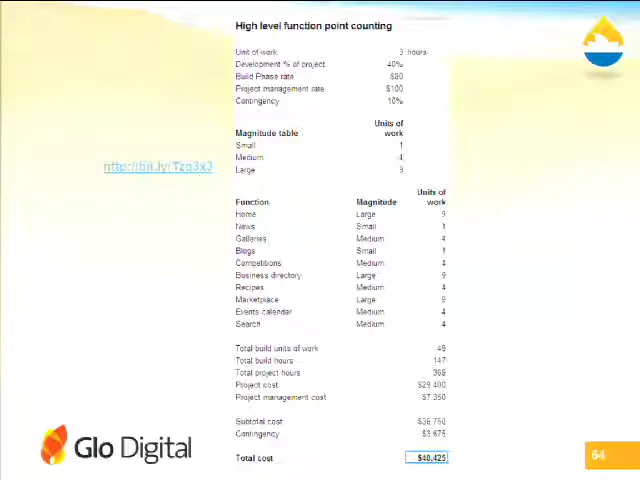 High level function point counting
Unit of work 3 hours
Development % of project 40%
Build Phase rate $80
Project management rate $100
Contingency 10%
Units of
Magnitude table work
Small 1
Medium 4
Large 9
Units of
Function Magnitude work
Home Large 9
News Small 1
Galleries Medium 4
Blogs Small 1
Competitions Medium 4
Business directory Large 9
Recipes Medium 4
Marketplace Large 9
Events calender Medium 4
Search Medium 4
Total build units of work 49
Total build hours 147
Total project hours 368
Project cost $29,400
Project management cost $7,350
Subtotal cost $36,750
Contingency $3,675
Total cost $40,425
Glo Digital
64